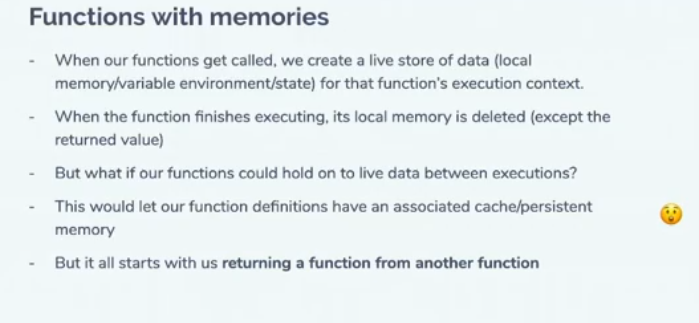 Functions with memories
- When our functions get called, we create a live store of data (local
memory/variable environment/state) for that function's execution context.
- When the function finishes executing, its local memory is deleted (except the
returned value)
- But what if our functions could hold on to live data between executions?
- This would let our function definitions have an associated cache/persistent
memory
- But it all starts with us returning a function from another function